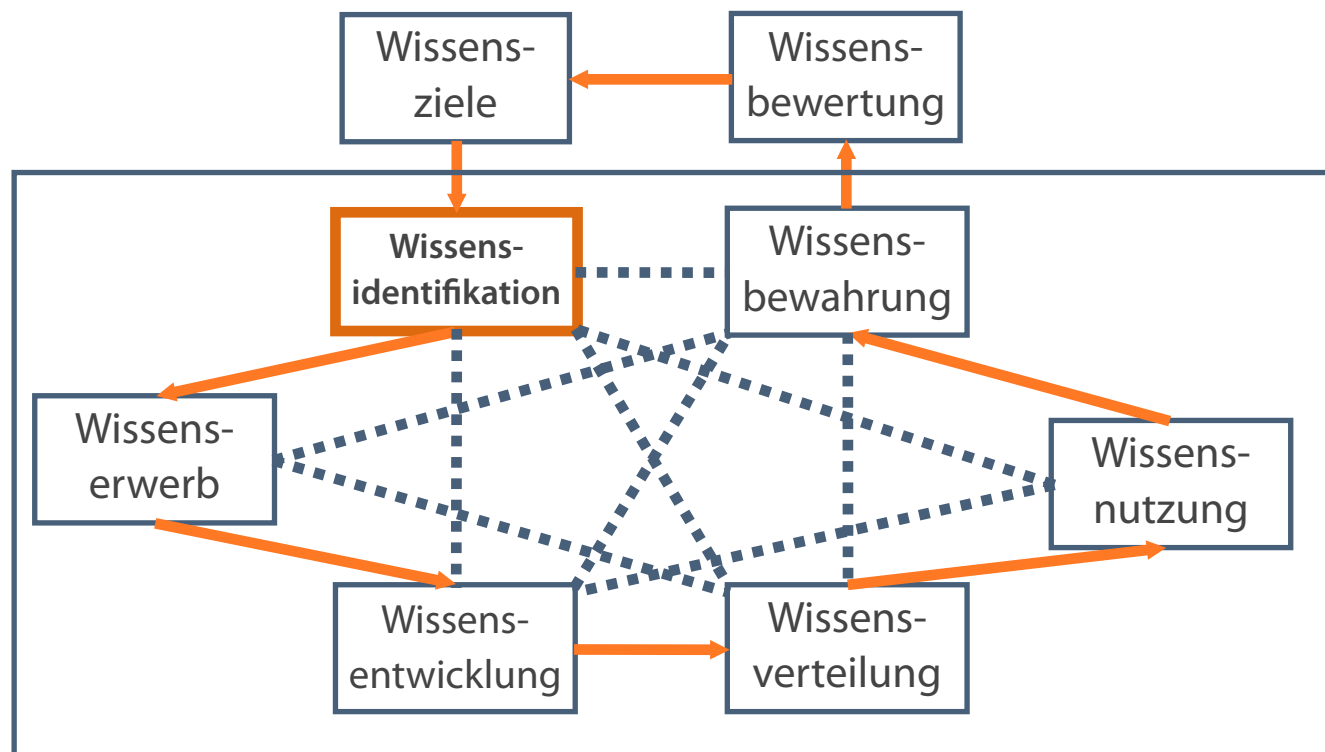 Wissens-
ziele
Wissens-
bewertung
Wissens-
identifikation
Wissens-
bewahrung
Wissens-
erwerb
Wissens-
nutzung
Wissens-
entwicklung
Wissens-
verteilung